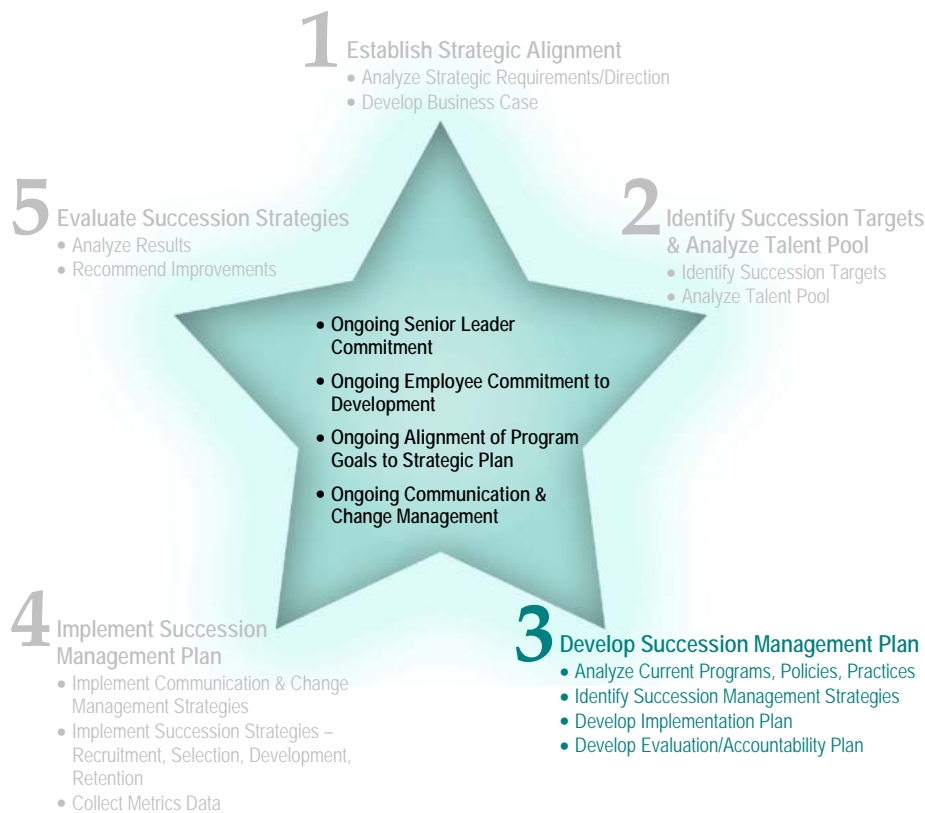 1
Establish Strategic Alignment
• Analyze Strategic Requirements/Direction
• Develop Business Case
2
Identify Succession Targets
& Analyze Talent Pool
• Identify Succession Targets
• Analyze Talent Pool
5
Evaluate Succession Strategies
• Analyze Results
• Recommend Improvements
• Ongoing Senior Leader
Commitment
• Ongoing Employee Commitment to
Development
• Ongoing Alignment of Program
Goals to Strategic Plan
• Ongoing Communication &
Change Management
3
Develop Succession Management Plan
• Analyze Current Programs, Policies, Practices
• Identify Succession Management Strategies
• Develop Implementation Plan
• Develop Evaluation/Accountability Plan
4
Implement Succession
Management Plan
• Implement Communication & Change
Management Strategies
• Implement Succession Strategies –
Recruitment, Selection, Development,
Retention
• Collect Metrics Data